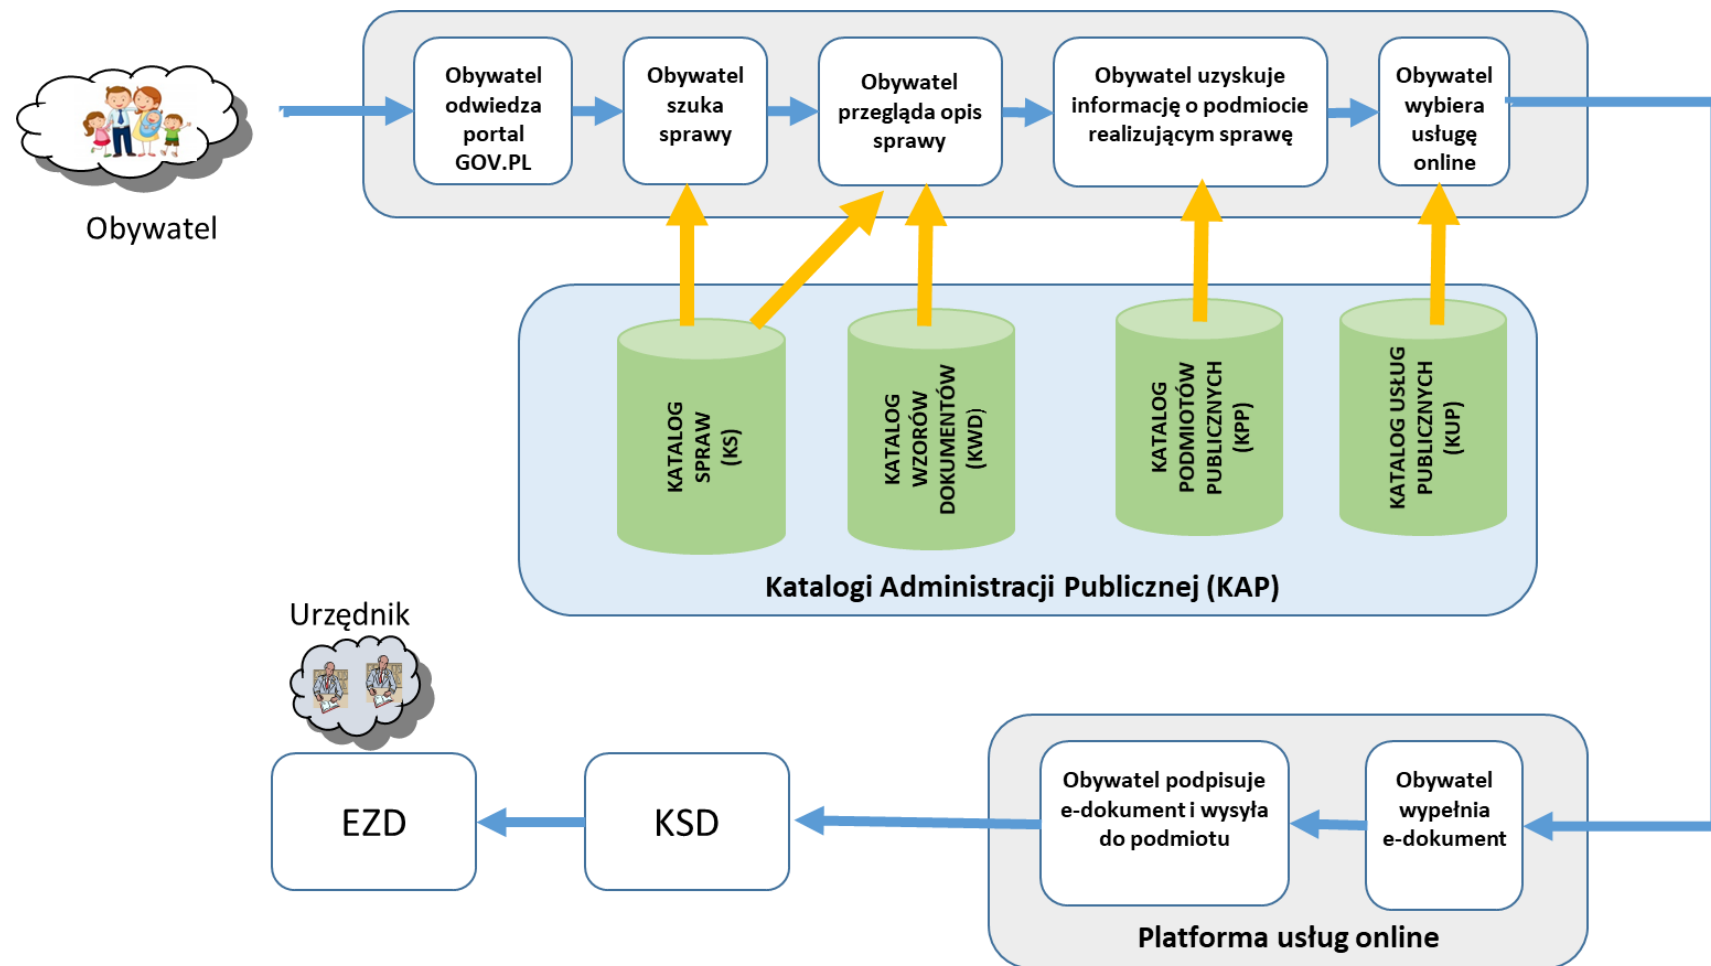 Obywatel
odwiedza
portal
GOV.PL
Obywatel
szuka
sprawy
Obywatel
przegląda opis
sprawy
Obywatel uzyskuje
informację o podmiocie
realizującym sprawę
Obywatel
wybiera
usługę
online
Obywatel
KATALOG
SPRAW
(KS)
KATALOG
WZORÓW
DOKUMENTÓW
(KWD)
KATALOG
PODMIOTÓW
PUBLICZNYCH
(KPP)
KATALOG USŁUG
PUBLICZNYCH
(KUP)
Katalogi Administracji Publicznej (KAP)
Urzędnik
EZD
KSD
Obywatel podpisuje
e-dokument i wysyła
do podmiotu
Obywatel
wypełnia
e-dokument
Platforma usług online